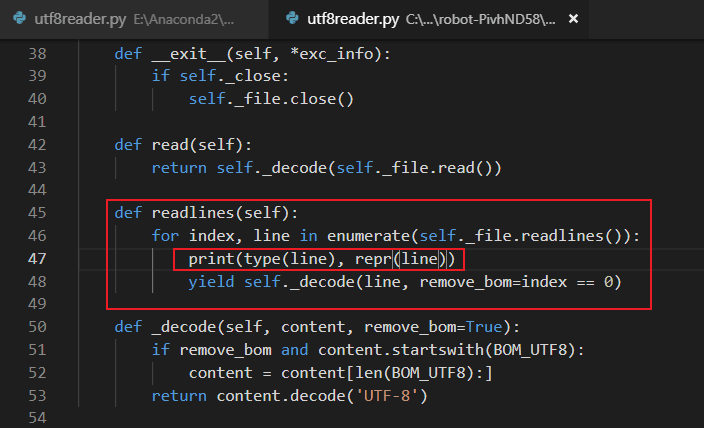 utf8reader.py E:\Anaconda2\...
utf8reader.py C:\...\robot-PivhND58\... ×
38 def __exit__(self, *exc_info):
39 if self._close:
40 self._file.close()
41
42 def read(self):
43 return self._decode(self._file.read())
44
45 def readlines(self):
46 for index, line in enumerate(self._file.readlines()):
47 print(type(line), repr(line))
48 yield self._decode(line, remove_bom=index == 0)
49
50 def _decode(self, content, remove_bom=True):
51 if remove_bom and content.startswith(BOM_UTF8):
52 content = content[len(BOM_UTF8):]
53 return content.decode('UTF-8')
54